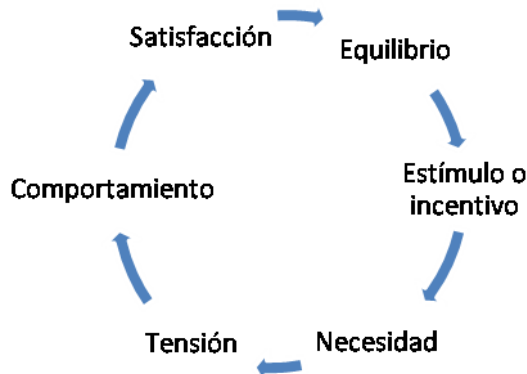 Satisfacción
Equilibrio
Comportamiento
Estímulo o
incentivo
Tensión
Necesidad